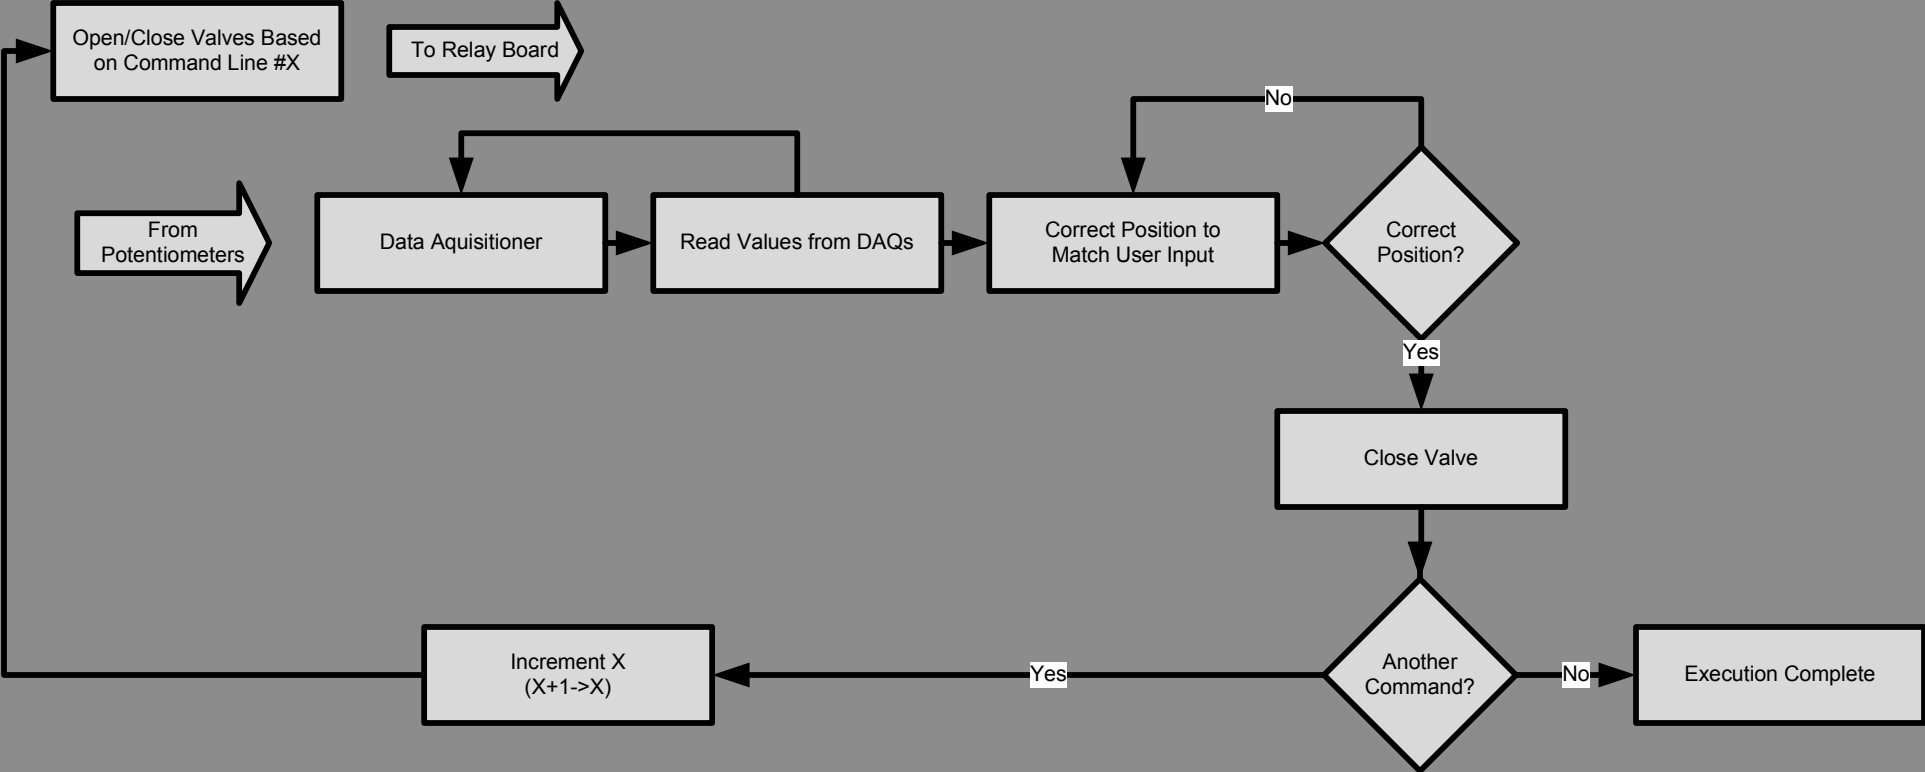 Open/Close Valves Based
on Command Line #X
To Relay Board
No
From
Potentiometers
Data Aquisitioner
Read Values from DAQs
Correct Position to
Match User Input
Correct
Position?
Yes
Close Valve
Increment X
(X+1->X)
Yes
Another
Command?
No
Execution Complete